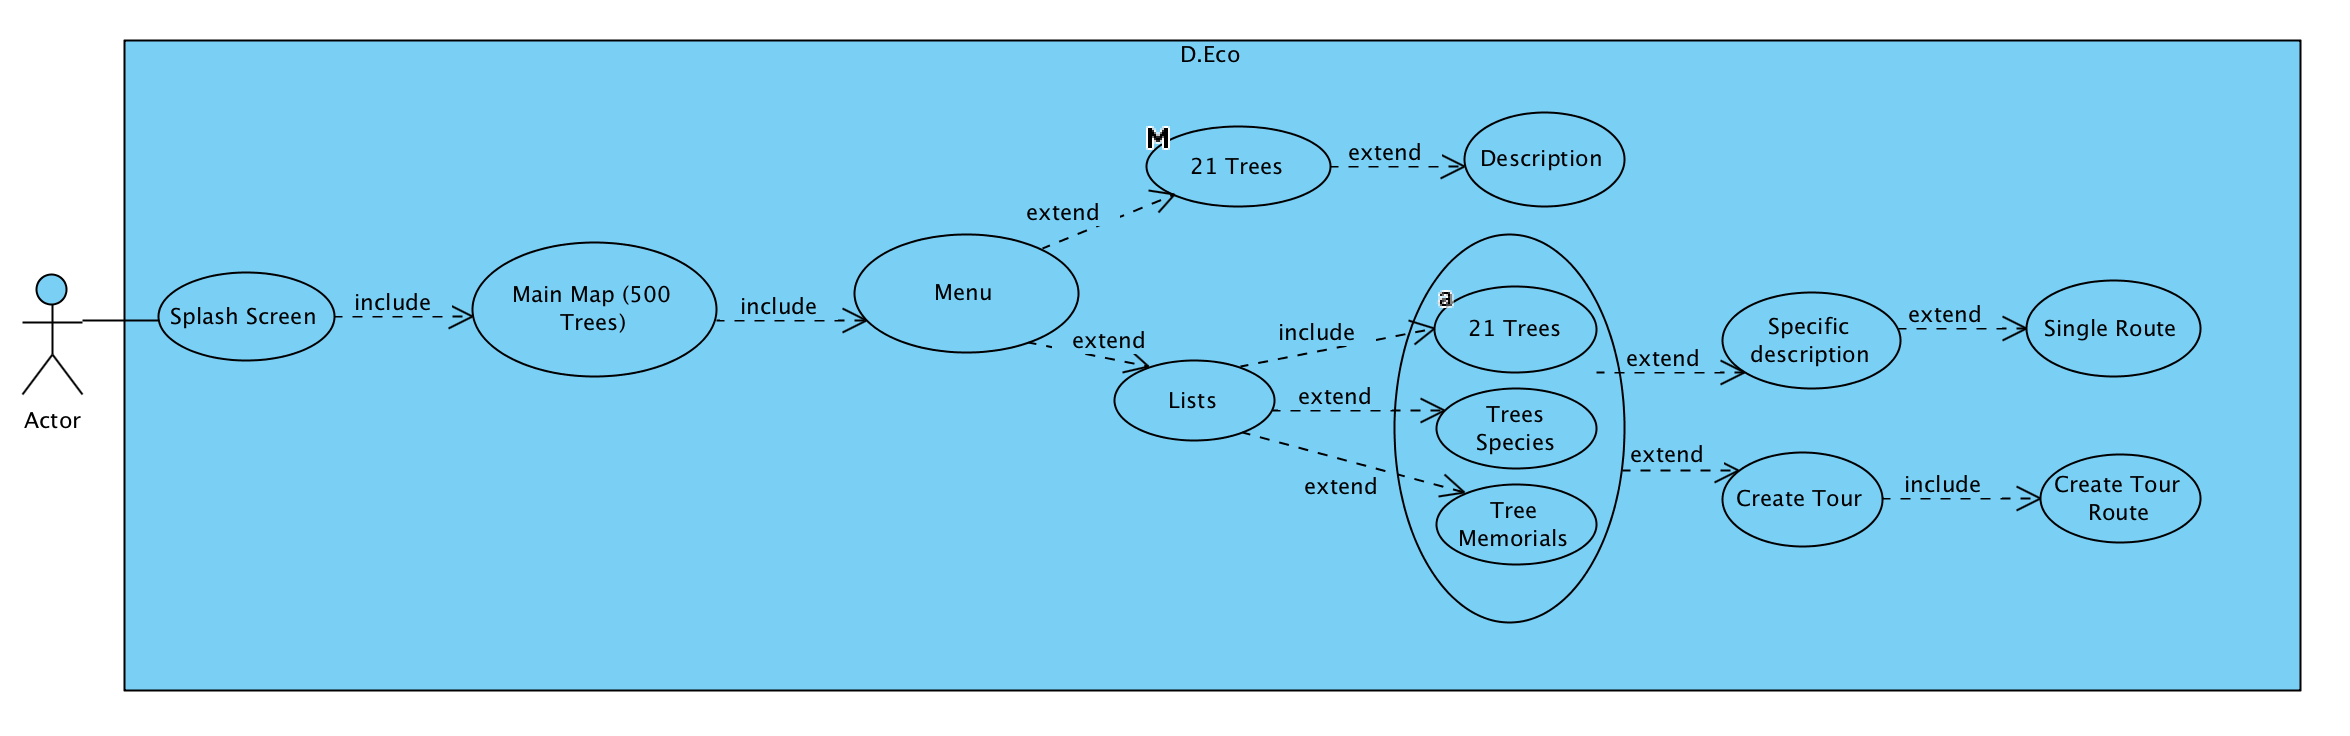 D.Eco
M
21 Trees
extend
Description
extend
Actor
Splash Screen
include
Main Map (500
Trees)
include
Menu
extend
Lists
include
a
21 Trees
extend
Trees
Species
extend
Tree
Memorials
extend
Specific
description
extend
Single Route
extend
Create Tour
include
Create Tour
Route